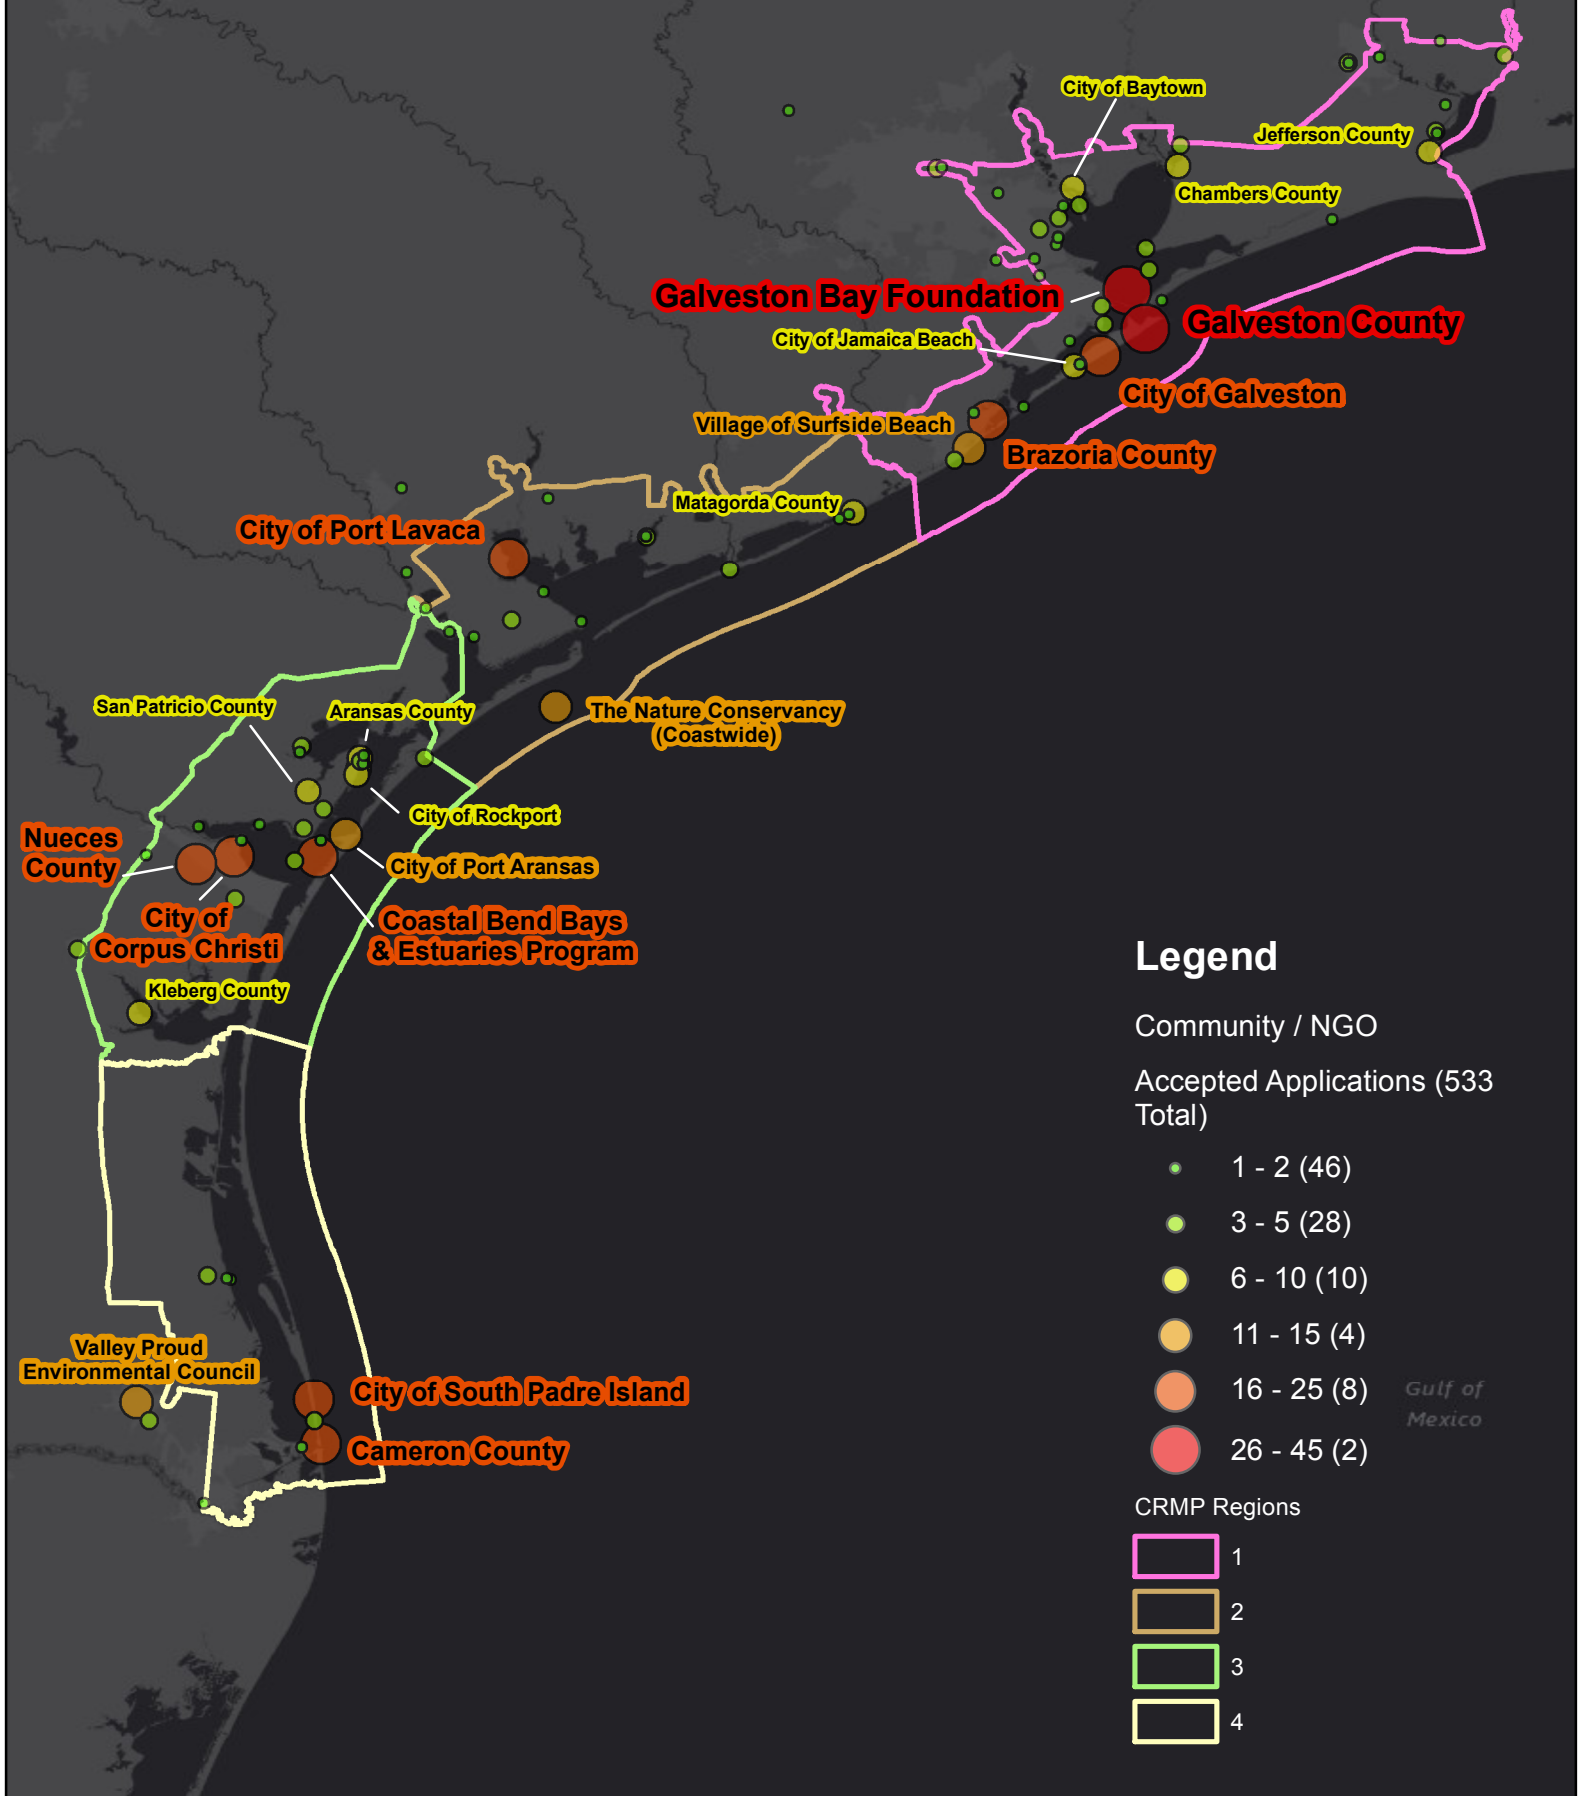 City of Baytown
Jefferson County
Chambers County
Galveston Bay Foundation
Galveston County
City of Jamaica Beach
City of Galveston
Village of Surfside Beach
Brazoria County
Matagorda County
City of Port Lavaca
San Patricio County
Aransas County
The Nature Conservancy
(Coastwide)
City of Rockport
Nueces
County
City of Port Aransas
City of
Corpus Christi
Coastal Bend Bays
& Estuaries Program
Kleberg County
Valley Proud
Environmental Council
City of South Padre Island
Cameron County
Legend
Community / NGO
Accepted Applications (533
Total)
1 - 2 (46)
3 - 5 (28)
6 - 10 (10)
11 - 15 (4)
16 - 25 (8)
26 - 45 (2)
Gulf of
Mexico
CRMP Regions
1
2
3
4